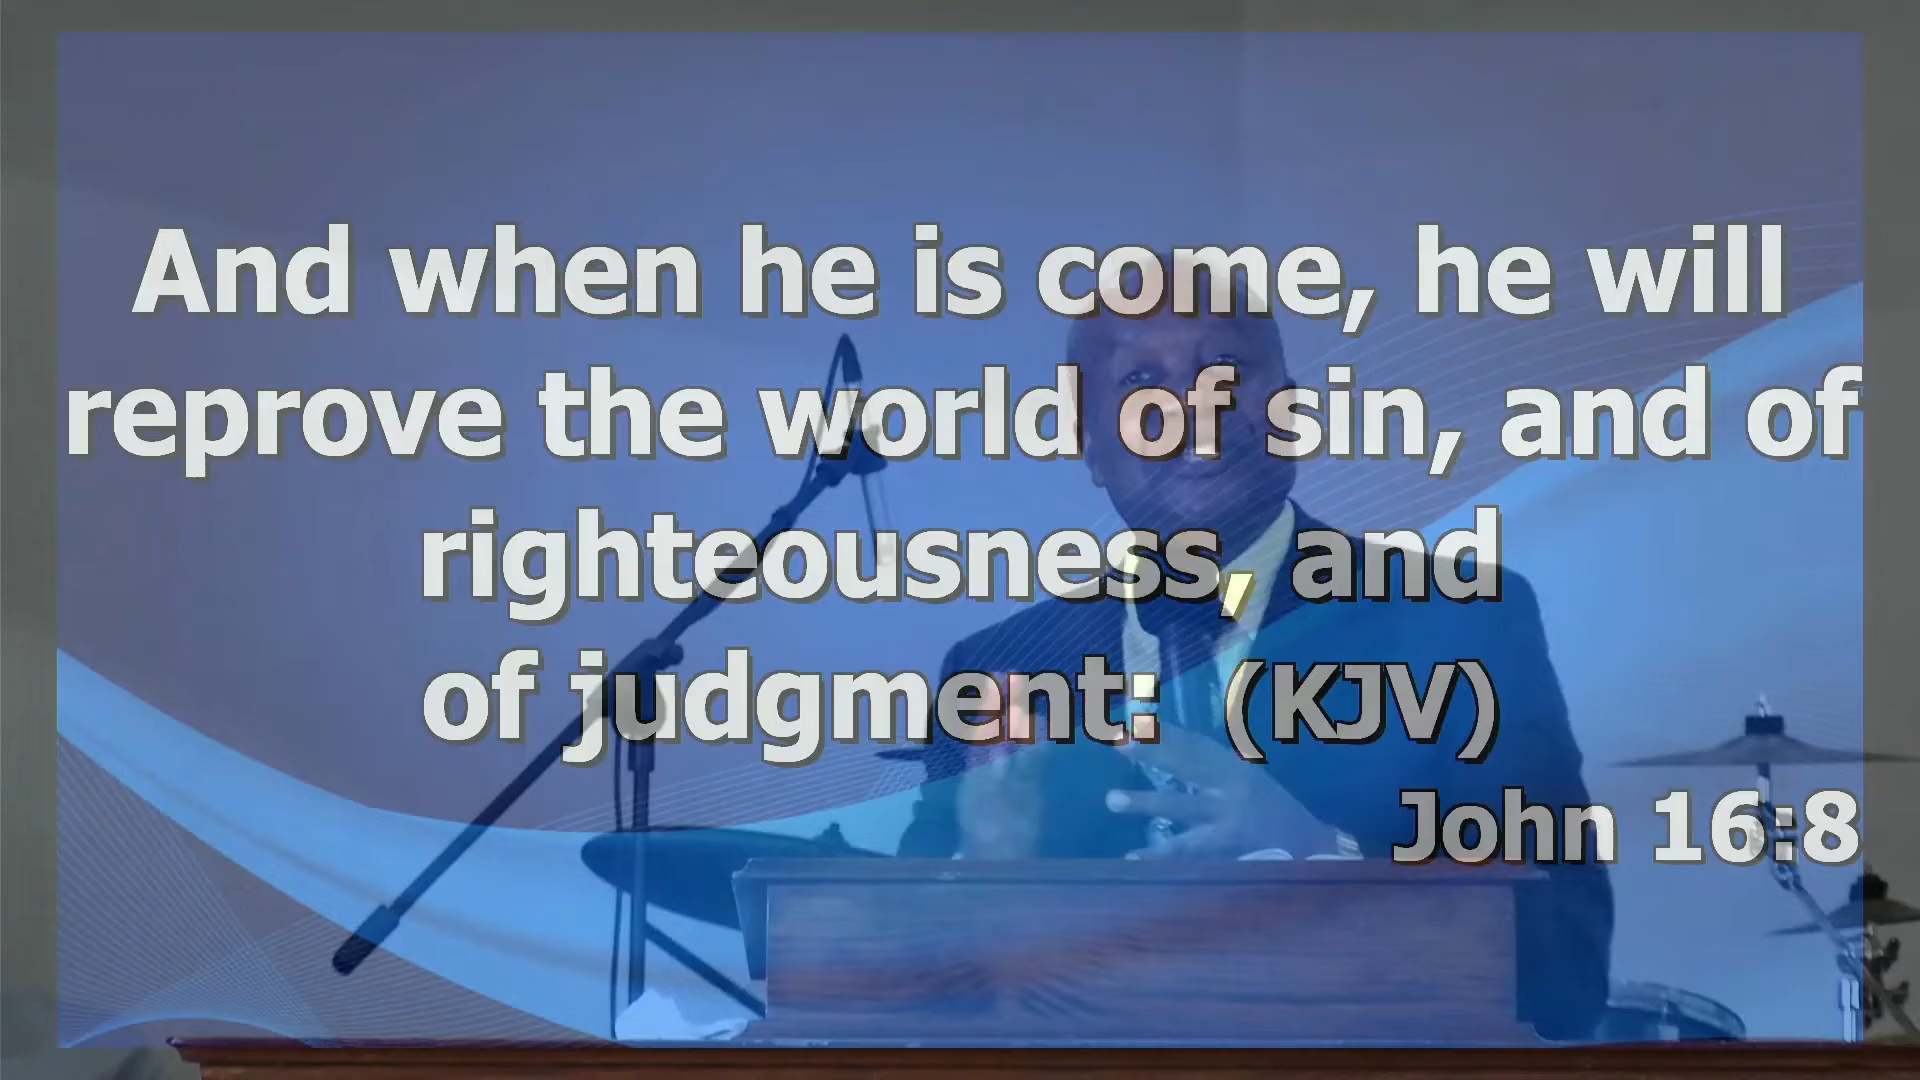 And when he is come, he will
reprove the world of sin, and of
righteousness, and
of judgment: (KJV)
John 16:8